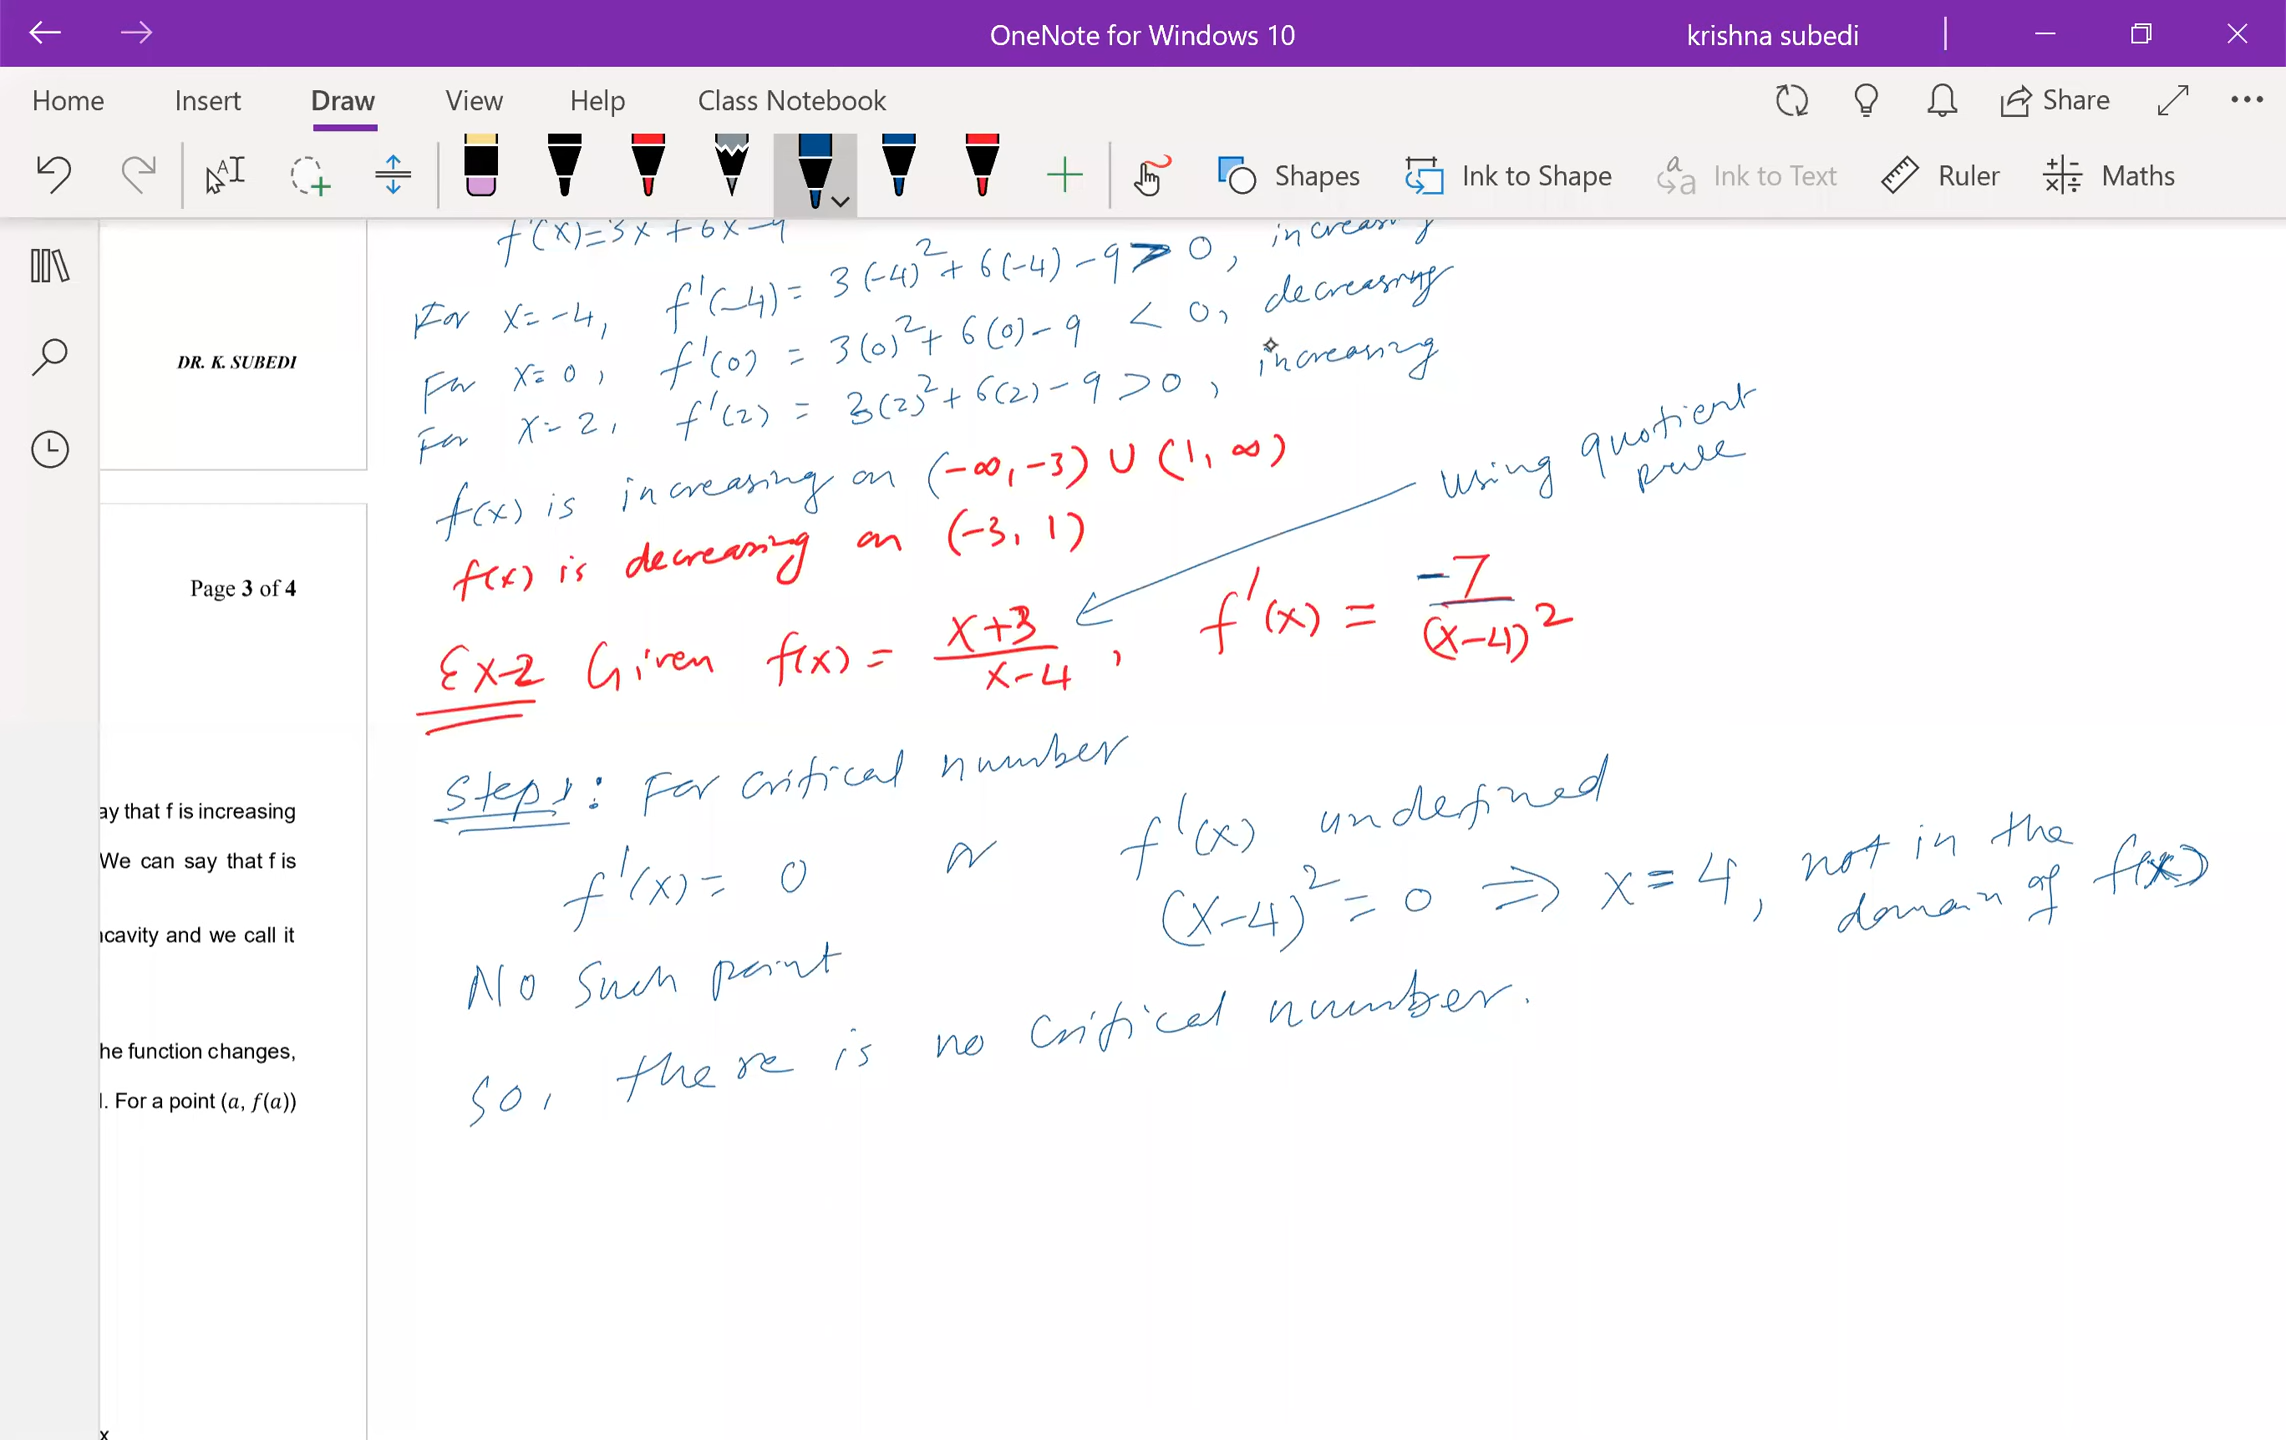 OneNote for Windows 10
krishna subedi
Home Insert Draw View Help Class Notebook
Share
Shapes Ink to Shape Ink to Text Ruler Maths
DR. K. SUBEDI
Page 3 of 4
ay that f is increasing
We can say that f is
cavity and we call it
he function changes,
l. For a point (a, f(a))
x
f'(x)=3x²+6x-9
For x=-4, f'(-4) = 3(-4)²+6(-4)-9 > 0, increasing
For x=0, f'(0) = 3(0)²+6(0)-9 < 0, decreasing
For x=2, f'(2) = 3(2)²+6(2)-9 >0, increasing
f(x) is increasing on (-∞,-3) ∪ (1, ∞)
f(x) is decreasing on (-3, 1)
using quotient
rule
Ex-2 Given f(x) = (x+3)/(x-4), f'(x) = -7/(x-4)²
Step 1: For critical number
f'(x) = 0 or f'(x) undefined
(x-4)² = 0 ⇒ x = 4, not in the
domain of f(x)
No such point
So, there is no critical number.